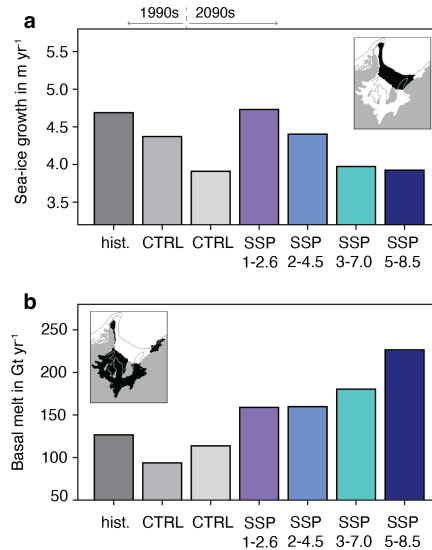 1990s 2090s
a
Sea-ice growth in m yr⁻¹
5.5
5.0
4.5
4.0
3.5
hist. CTRL CTRL SSP SSP SSP SSP
1-2.6 2-4.5 3-7.0 5-8.5
b
Basal melt in Gt yr⁻¹
250
200
150
100
50
hist. CTRL CTRL SSP SSP SSP SSP
1-2.6 2-4.5 3-7.0 5-8.5